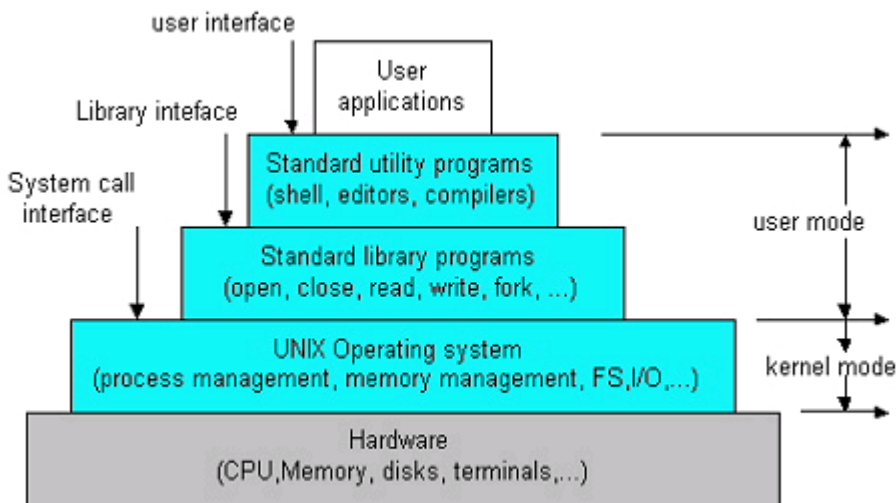 user interface
User
applications
Library inteface
Standard utility programs
(shell, editors, compilers)
System call
interface
user mode
Standard library programs
(open, close, read, write, fork, ...)
UNIX Operating system
(process management, memory management, FS,I/O,...)
kernel mode
Hardware
(CPU,Memory, disks, terminals,...)